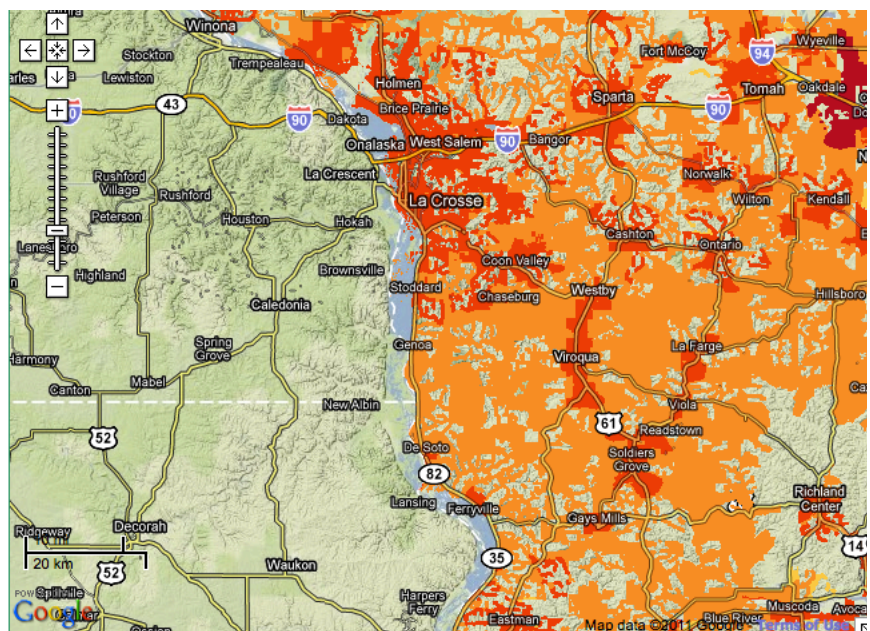 Winona
Wyeville
Stockton
Fort McCoy
94
Trempealeau
Lewiston
Holmen
Oakdale
Tomah
Sparta
43
Brice Prairie
90
90
Dakota
West Salem
90
Bangor
Onalaska
La Crescent
Norwalk
Rushford
Village
Rushford
Wilton
Kendall
La Crosse
Peterson
Houston
Hokah
Cashton
Ontario
Coon Valley
Highland
Brownsville
Stoddard
Chaseburg
Westby
Hillsboro
Caledonia
Spring
Grove
Genoa
Viroqua
La Farge
Mabel
Canton
New Albin
Viola
61
Readstown
52
De Soto
Soldiers
Grove
82
Lansing
Richland
Center
Ferryville
Gays Mills
Ridgeway
Decorah
14
20 km
35
Waukon
52
Harpers
Ferry
Spillville
Google
Muscoda
Avoca
Eastman
Blue River
Map data ©2011 Google - Terms of Use